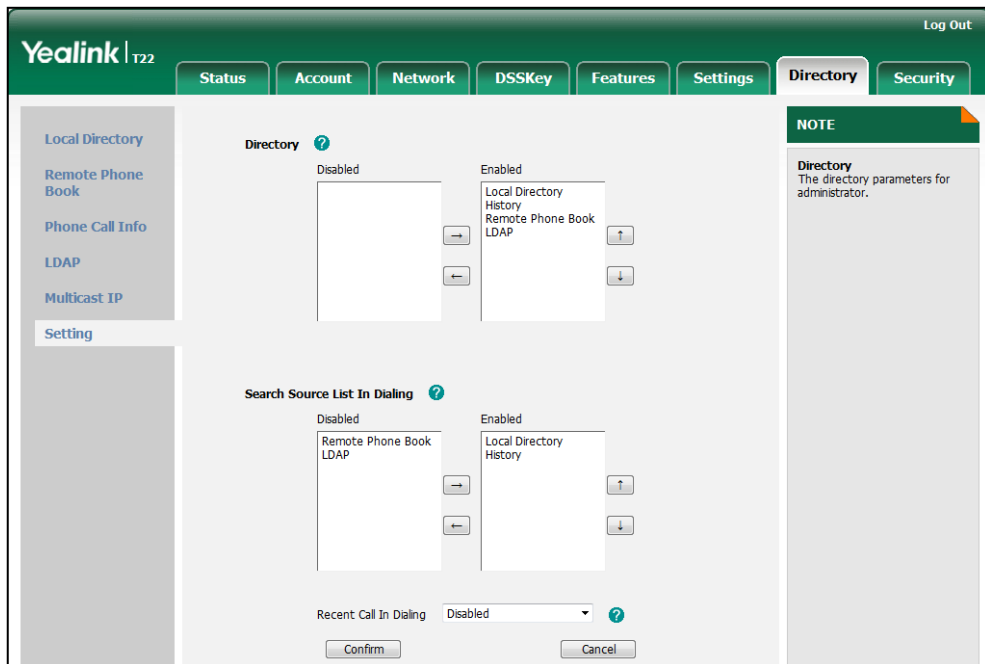 Log Out
Yealink T22
Status
Account
Network
DSSKey
Features
Settings
Directory
Security
Local Directory
Remote Phone
Book
Phone Call Info
LDAP
Multicast IP
Setting
Directory ?
Disabled
Enabled
Local Directory
History
Remote Phone Book
LDAP
→
←
↑
↓
Search Source List In Dialing ?
Disabled
Enabled
Remote Phone Book
LDAP
Local Directory
History
→
←
↑
↓
Recent Call In Dialing Disabled ?
Confirm
Cancel
NOTE
Directory
The directory parameters for
administrator.